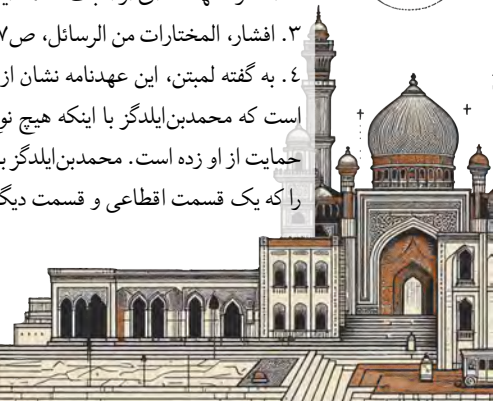 ۳. افشار، المختارات من الرسائل، ص۷
٤. به گفته لمبتن، این عهدنامه نشان از
است که محمدبن‌ایلدگز با اینکه هیچ نو
حمایت از او زده است. محمدبن‌ایلدگز ب
را که یک قسمت اقطاعی و قسمت دیگ